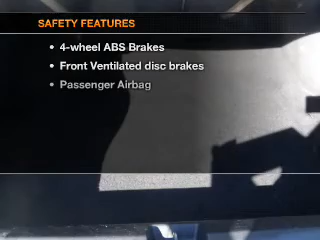 SAFETY FEATURES
• 4-wheel ABS Brakes
• Front Ventilated disc brakes
• Passenger Airbag